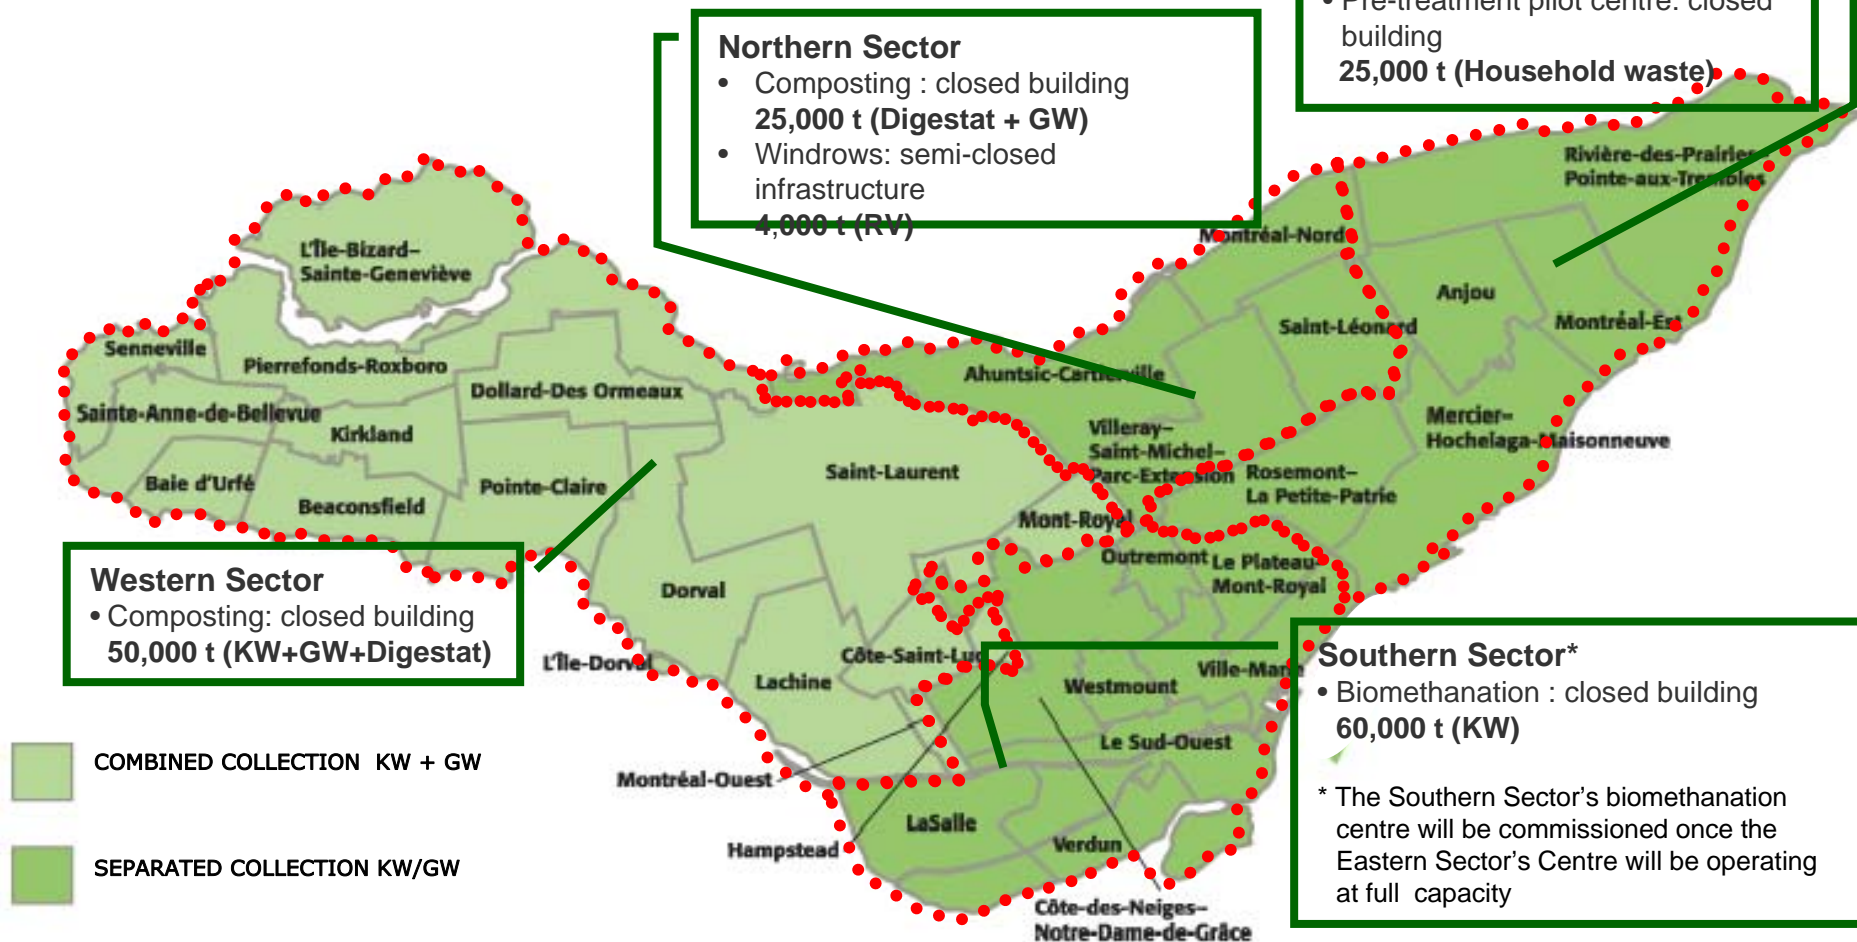 • Pre-treatment pilot centre: closed
building
25,000 t (Household waste)
Northern Sector
• Composting : closed building
25,000 t (Digestat + GW)
• Windrows: semi-closed
infrastructure
4,000 t (RV)
Rivière-des-Prairies–
Pointe-aux-Trembles
Montréal-Nord
L'Île-Bizard–
Sainte-Geneviève
Anjou
Saint-Léonard
Montréal-Est
Senneville
Pierrefonds-Roxboro
Ahuntsic-Cartierville
Dollard-Des Ormeaux
Sainte-Anne-de-Bellevue
Kirkland
Mercier–
Hochelaga-Maisonneuve
Villeray–
Saint-Michel–
Parc-Extension
Saint-Laurent
Rosemont–
La Petite-Patrie
Baie d'Urfé
Pointe-Claire
Beaconsfield
Mont-Royal
Outremont
Le Plateau-
Mont-Royal
Western Sector
• Composting: closed building
50,000 t (KW+GW+Digestat)
Dorval
L'Île-Dorval
Côte-Saint-Luc
Lachine
Westmount
Ville-Marie
Southern Sector*
• Biomethanation : closed building
60,000 t (KW)
* The Southern Sector's biomethanation
centre will be commissioned once the
Eastern Sector's Centre will be operating
at full capacity
Le Sud-Ouest
COMBINED COLLECTION KW + GW
Montréal-Ouest
LaSalle
Hampstead
Verdun
SEPARATED COLLECTION KW/GW
Côte-des-Neiges–
Notre-Dame-de-Grâce